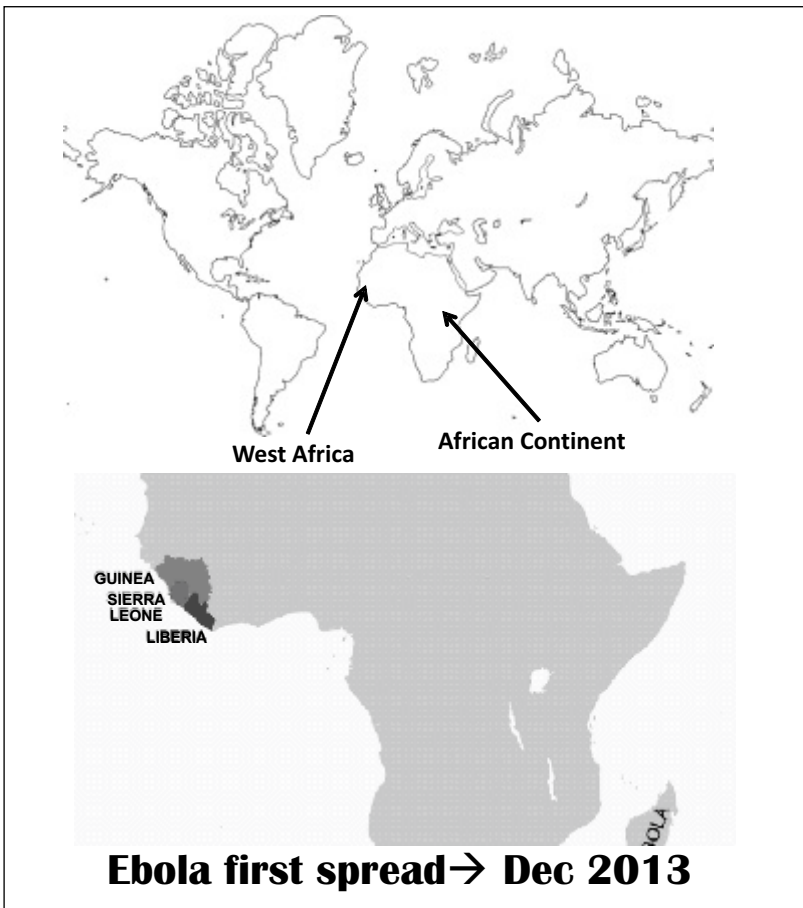 West Africa
African Continent
GUINEA
SIERRA
LEONE
LIBERIA
Ebola first spread→ Dec 2013